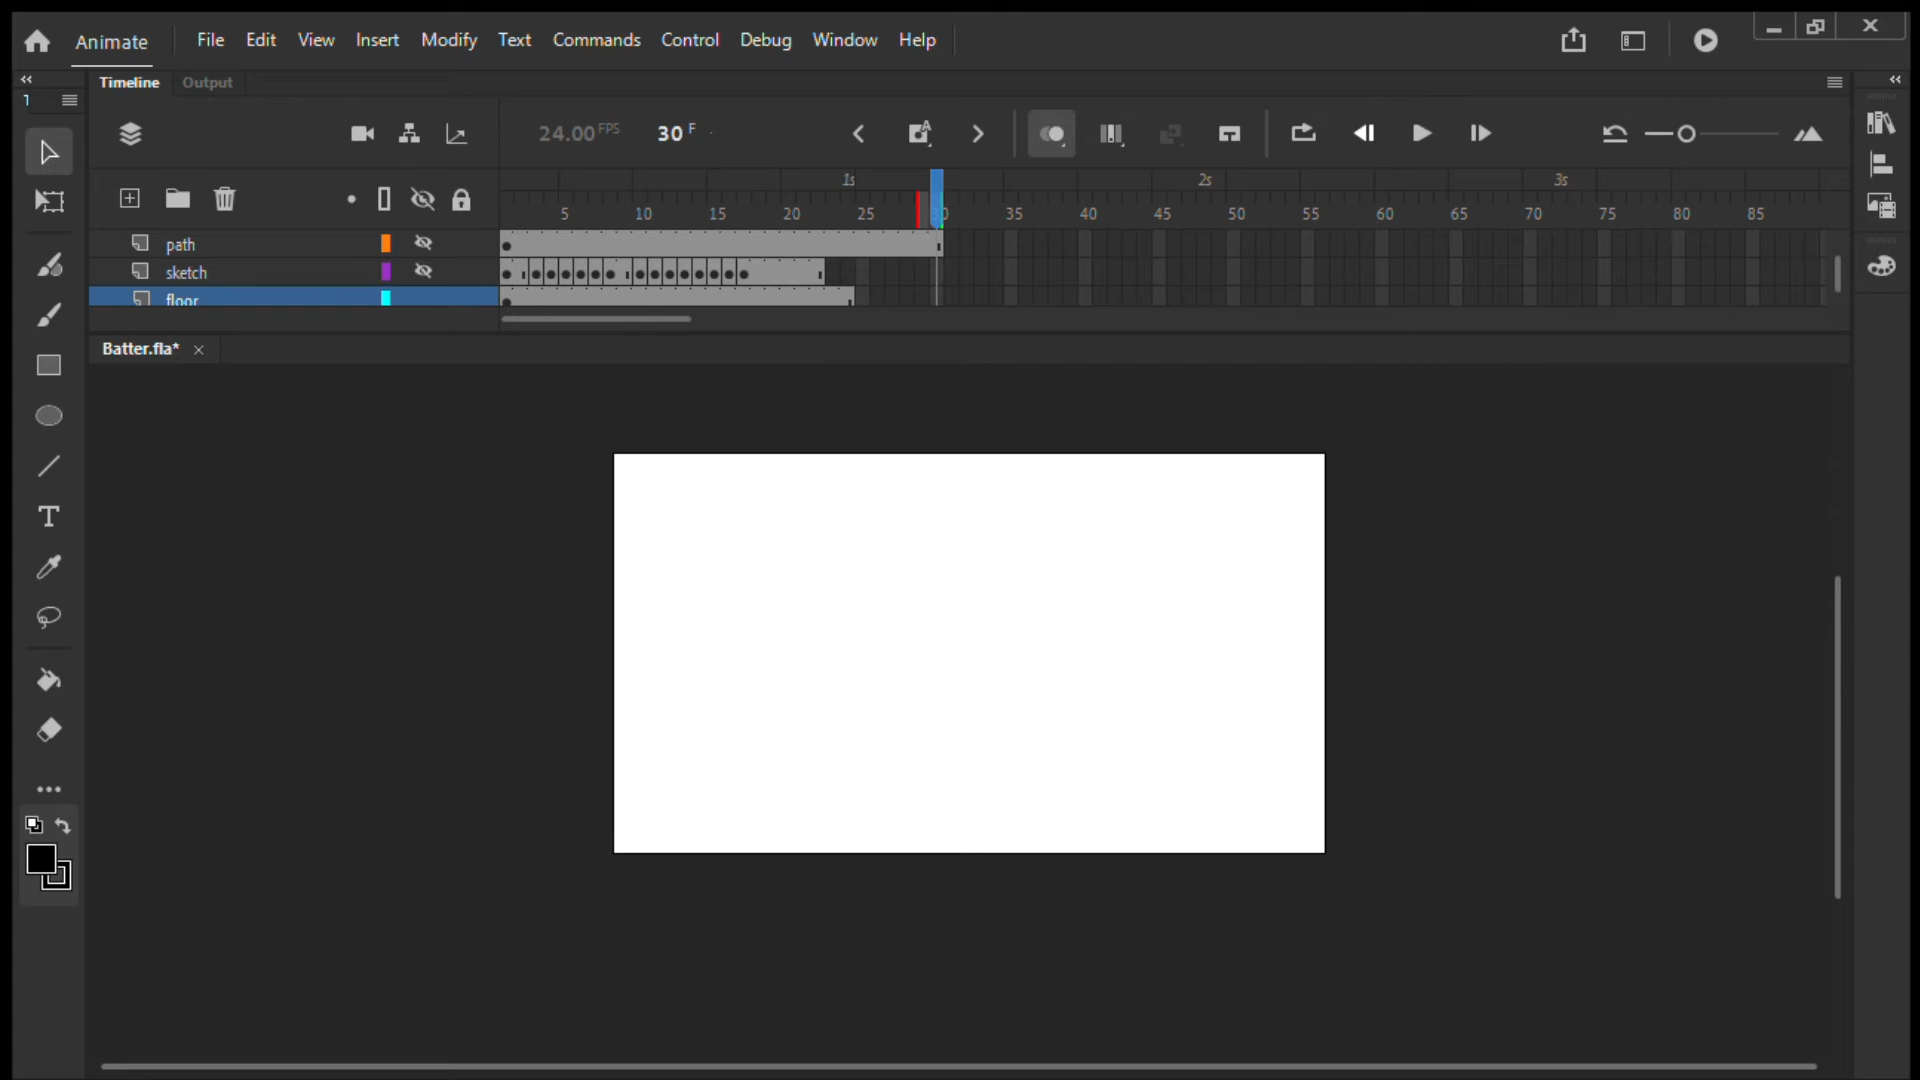 Animate File Edit View Insert Modify Text Commands Control Debug Window Help
1 Timeline Output
24.00 FPS 30 F
1s 2s 3s
5 10 15 20 25 30 35 40 45 50 55 60 65 70 75 80 85
path
sketch
floor
Batter.fla*